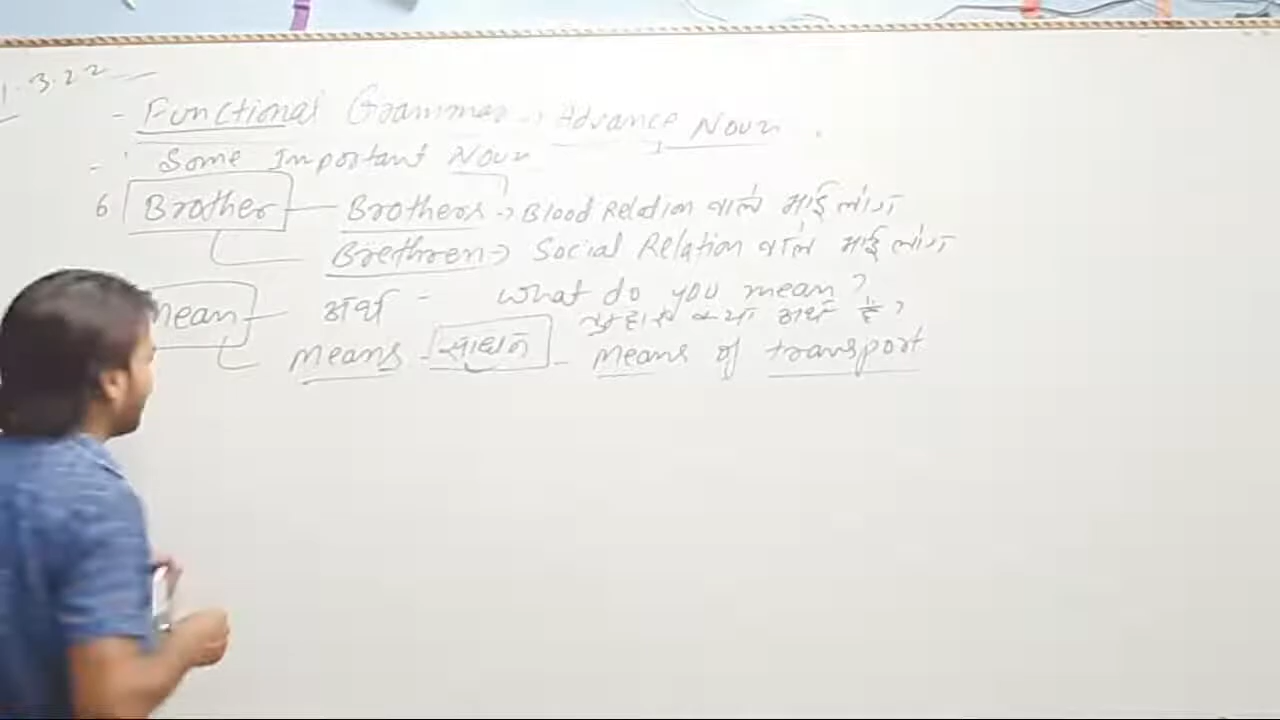 1.3.22
- Functional Grammar → Advance Noun
- Some Important Noun
6 Brother - Brothers → Blood Relation वाले भाई लोग
Brethren → Social Relation वाले भाई लोग
mean - अर्थ - what do you mean?
तुम्हारा क्या अर्थ है?
means - साधन - means of transport